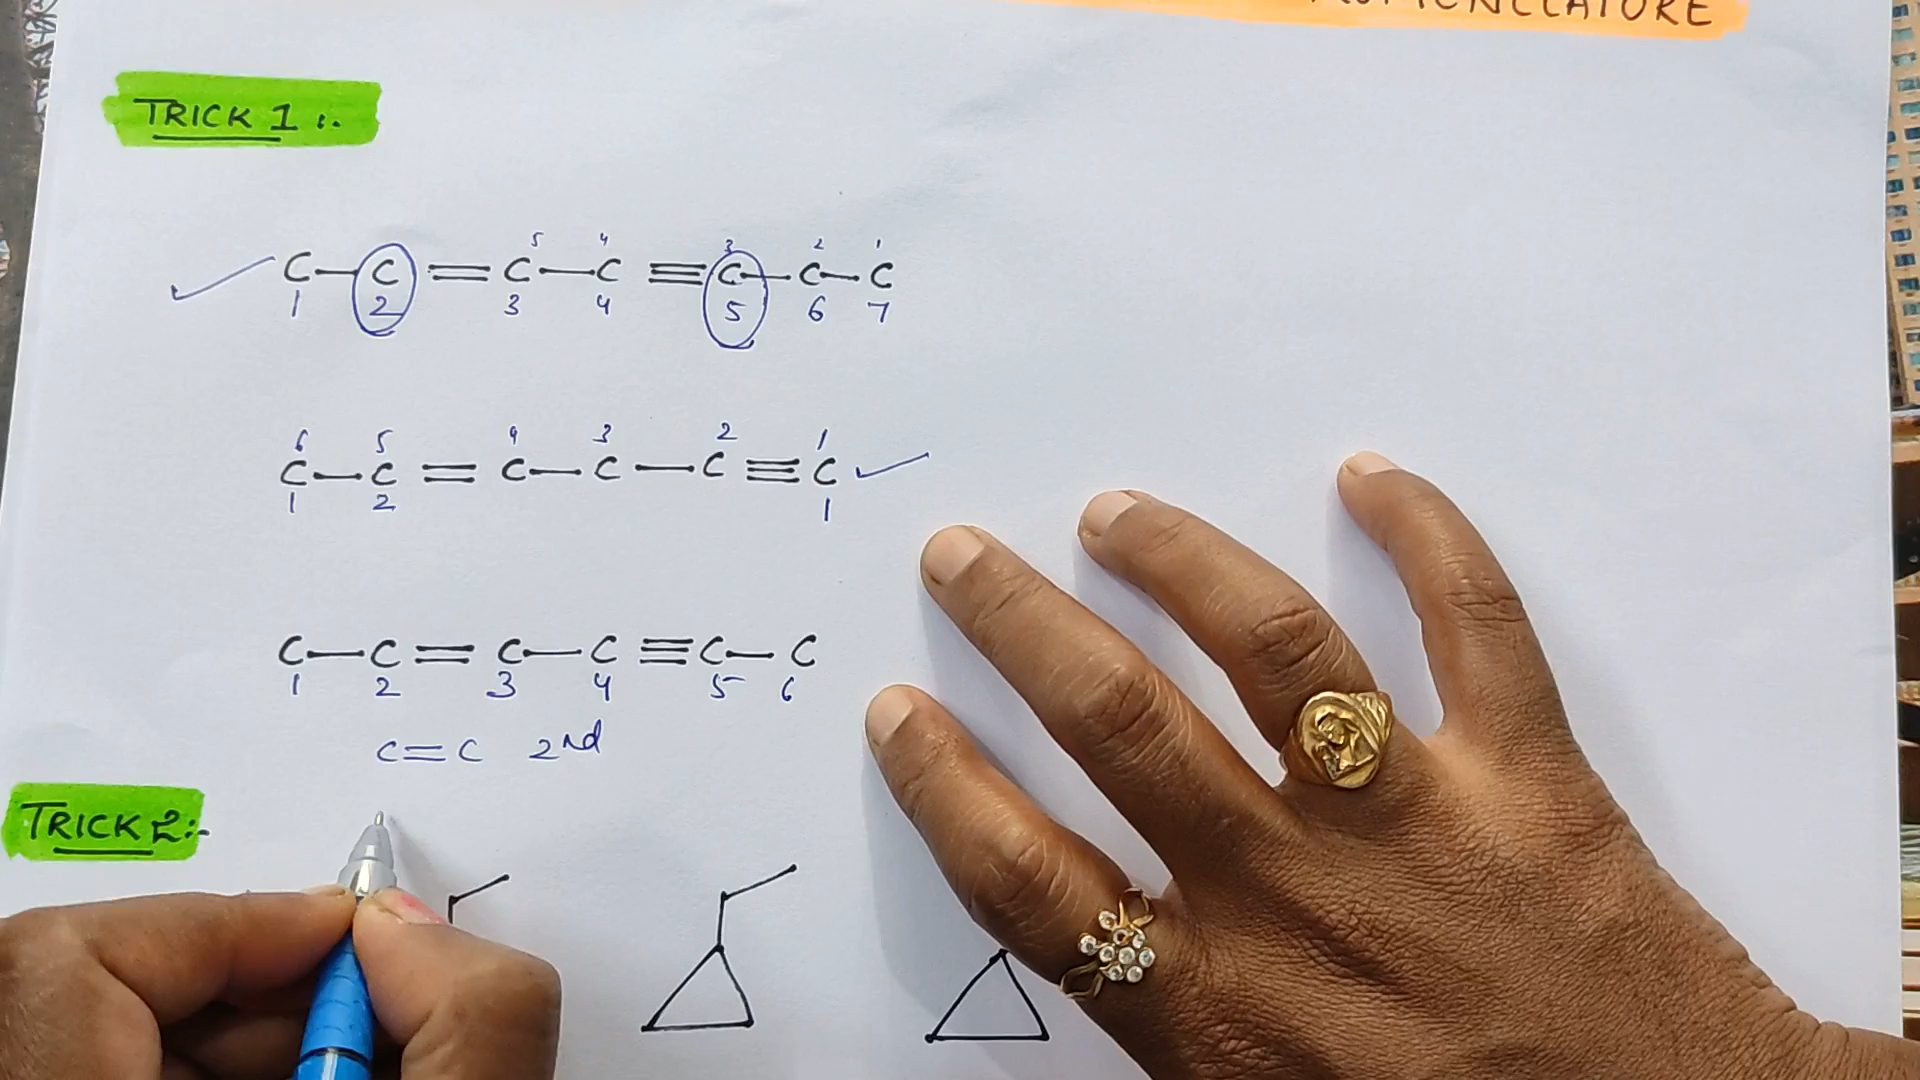 NOMENCLATURE
TRICK 1 :-
5 4 3 2 1
C—C=C—C≡C—C—C
1 2 3 4 5 6 7
6 5 4 3 2 1
C—C=C—C—C≡C
1 2 1
C—C=C—C≡C—C
1 2 3 4 5 6
C=C 2nd
TRICK 2:-